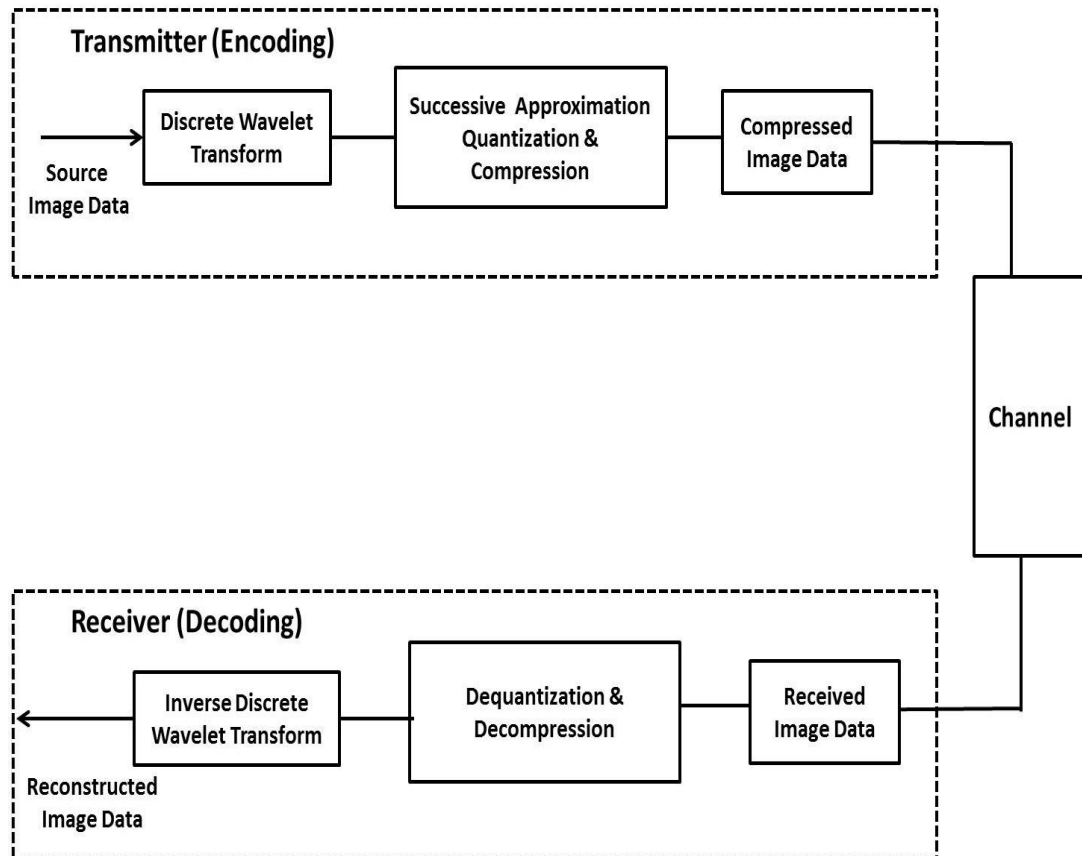 Transmitter (Encoding)
Discrete Wavelet
Transform
Successive Approximation
Quantization &
Compression
Compressed
Image Data
Source
Image Data
Channel
Receiver (Decoding)
Inverse Discrete
Wavelet Transform
Dequantization &
Decompression
Received
Image Data
Reconstructed
Image Data